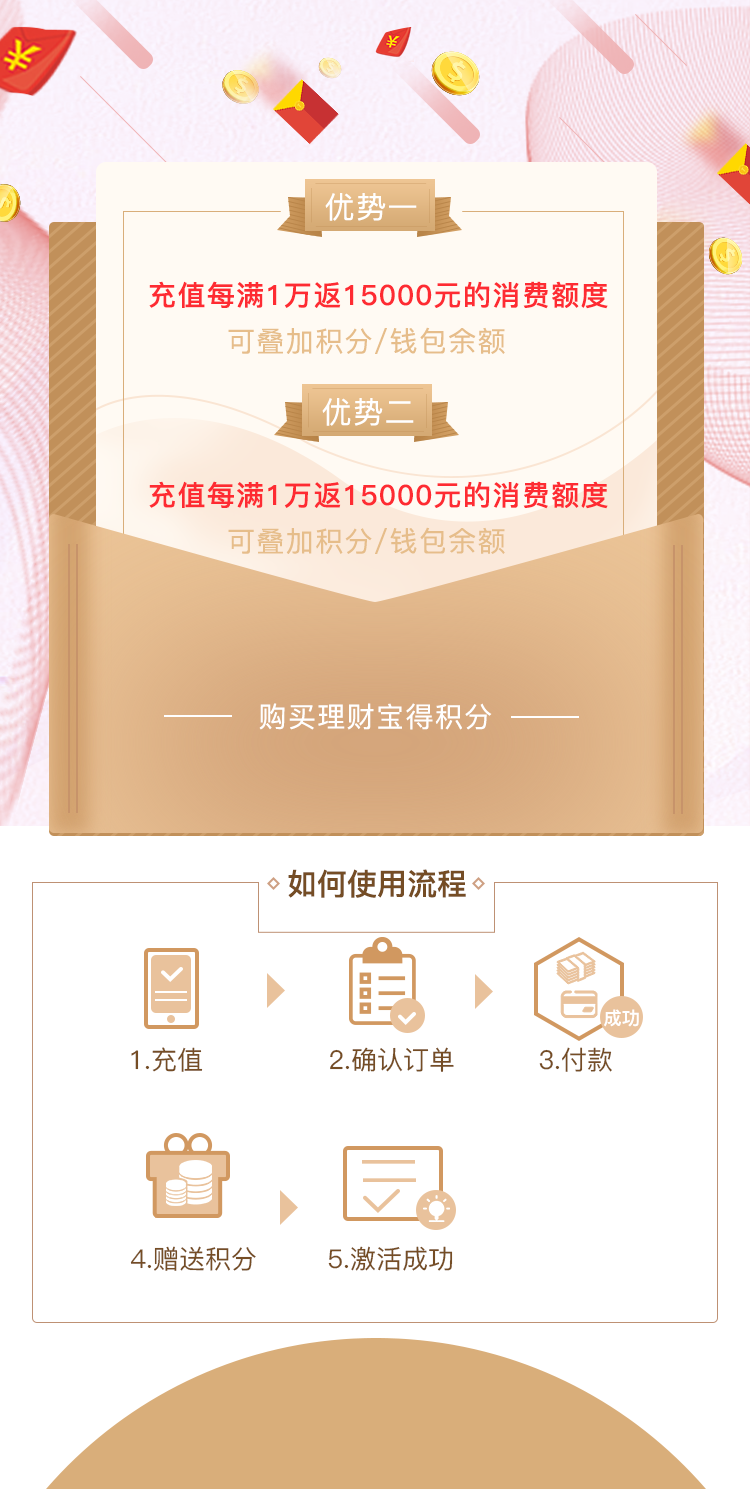 优势一
充值每满1万返15000元的消费额度
可叠加积分/钱包余额
优势二
充值每满1万返15000元的消费额度
可叠加积分/钱包余额
购买理财宝得积分
如何使用流程
成功
1.充值
2.确认订单
3.付款
4.赠送积分
5.激活成功